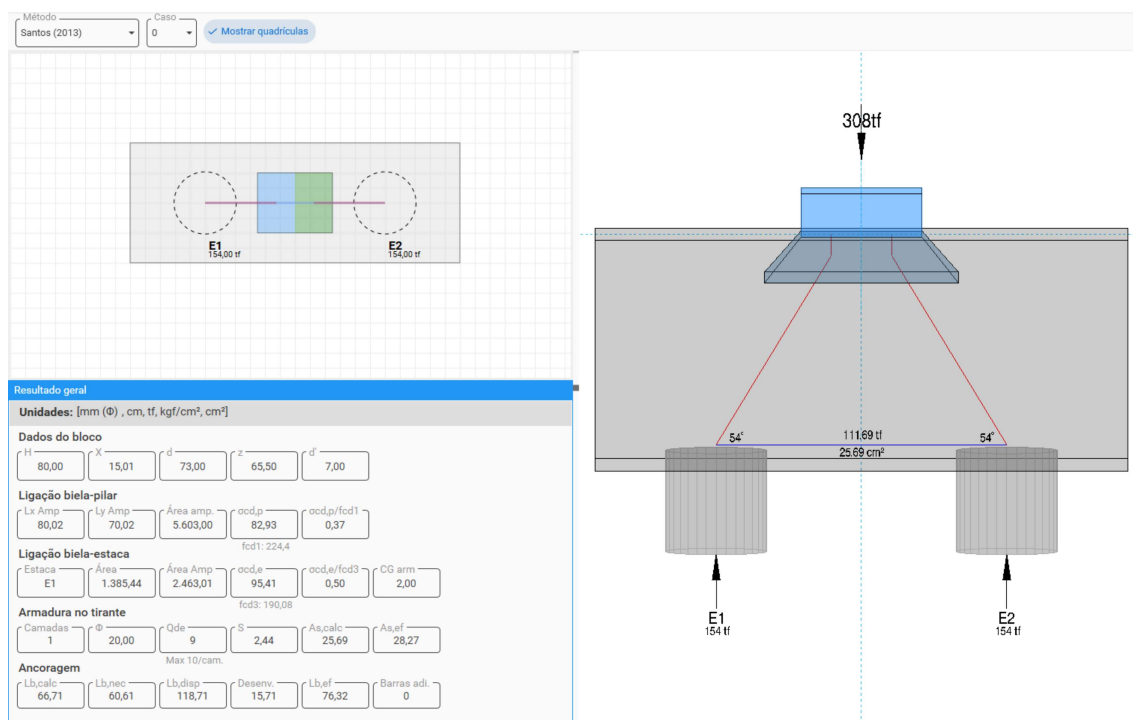 Método
Caso
Santos (2013)
0
Mostrar quadrículas
E1
154,00 tf
E2
154,00 tf
308tf
54°
111,69 tf
54°
25.69 cm²
E1
154 tf
E2
154 tf
Resultado geral
Unidades: [mm (Φ) , cm, tf, kgf/cm², cm²]
Dados do bloco
H X d z d'
80,00 15,01 73,00 65,50 7,00
Ligação biela-pilar
Lx Amp Ly Amp Área amp. σcd,p σcd,p/fcd1
80,02 70,02 5.603,00 82,93 0,37
fcd1: 224,4
Ligação biela-estaca
Estaca Área Área Amp σcd,e σcd,e/fcd3 CG arm
E1 1.385,44 2.463,01 95,41 0,50 2,00
fcd3: 190,08
Armadura no tirante
Camadas Φ Qde S As,calc As,ef
1 20,00 9 2,44 25,69 28,27
Max 10/cam.
Ancoragem
Lb,calc Lb,nec Lb,disp Desenv. Lb,ef Barras adi.
66,71 60,61 118,71 15,71 76,32 0